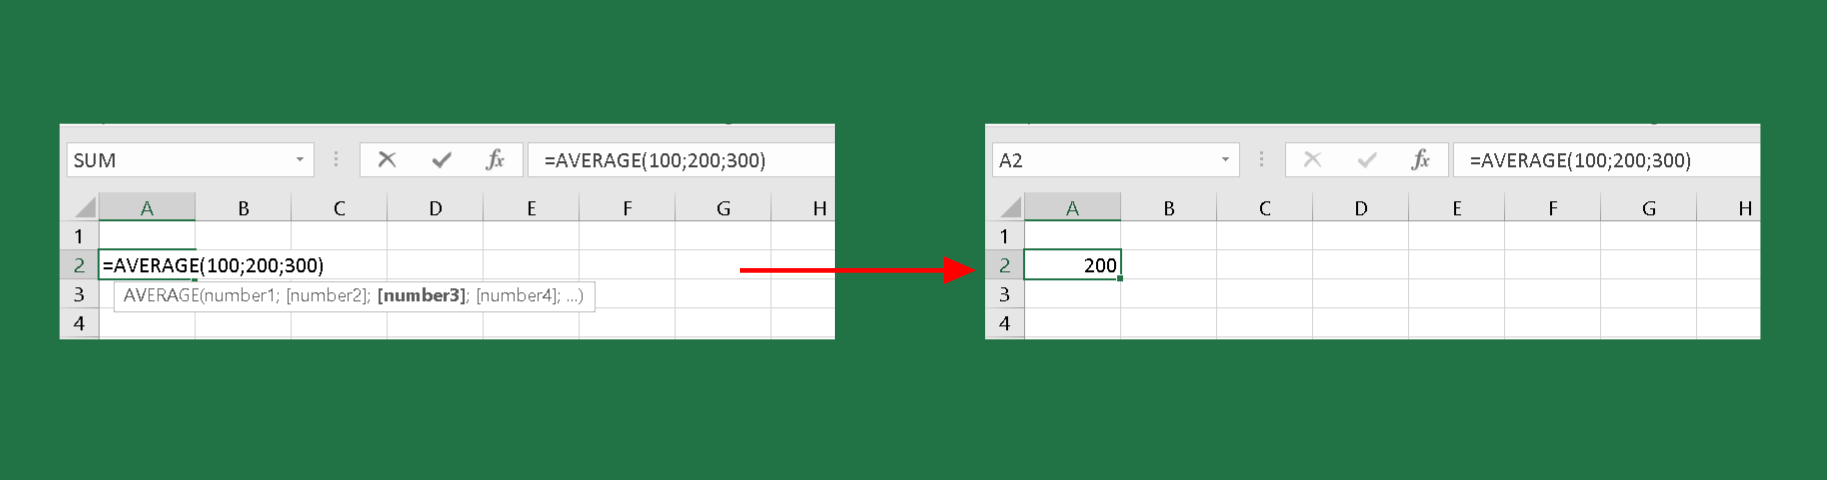 SUM fx =AVERAGE(100;200;300)
A B C D E F G H
1
2 =AVERAGE(100;200;300)
3 AVERAGE(number1; [number2]; [number3]; [number4]; ...)
4
A2 fx =AVERAGE(100;200;300)
A B C D E F G H
1
2 200
3
4